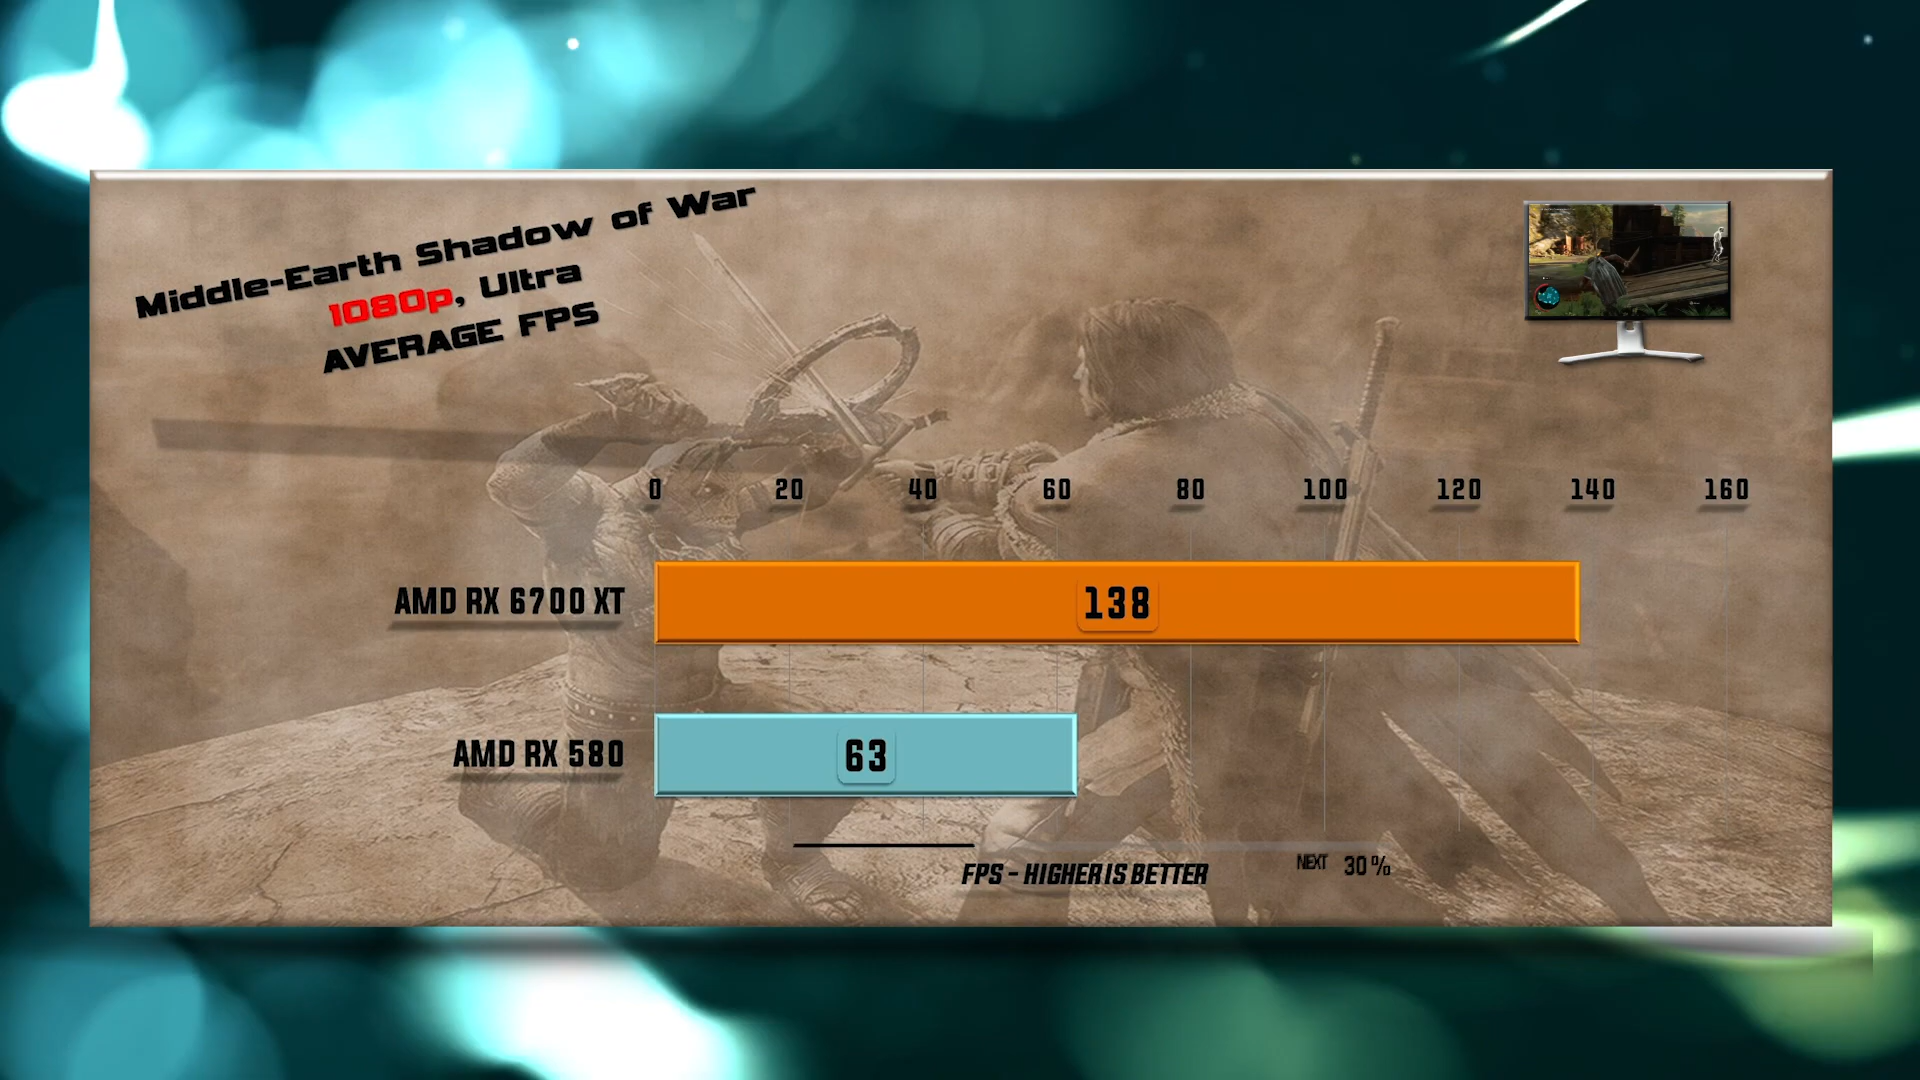 Middle-Earth Shadow of War
1080p, Ultra
AVERAGE FPS
0 20 40 60 80 100 120 140 160
AMD RX 6700 XT 138
AMD RX 580 63
FPS - HIGHER IS BETTER
NEXT 30%